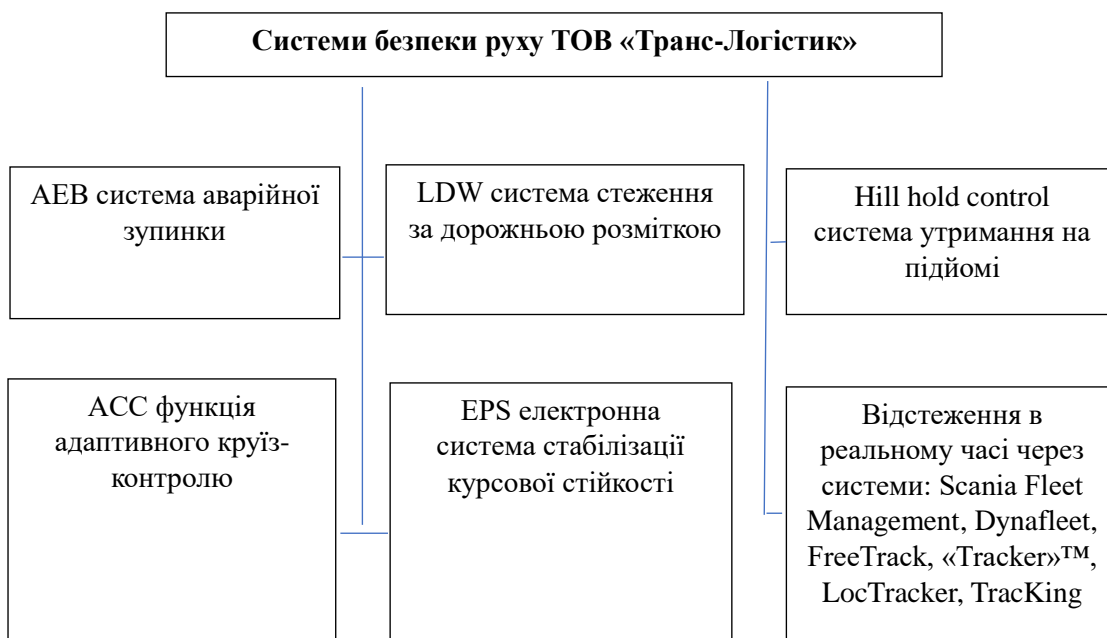 Системи безпеки руху ТОВ «Транс-Логістик»
AEB система аварійної
зупинки
LDW система стеження
за дорожньою розміткою
Hill hold control
система утримання на
підйомі
ACC функція
адаптивного круїз-
контролю
EPS електронна
система стабілізації
курсової стійкості
Відстеження в
реальному часі через
системи: Scania Fleet
Management, Dynafleet,
FreeTrack, «Tracker»™,
LocTracker, TracKing